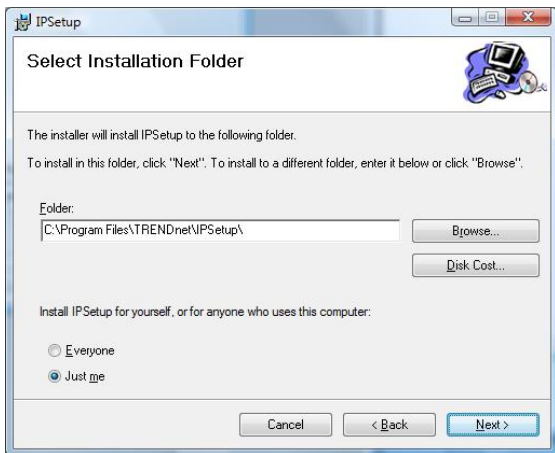 IPSetup
Select Installation Folder
The installer will install IPSetup to the following folder.
To install in this folder, click "Next". To install to a different folder, enter it below or click "Browse".
Folder:
C:\Program Files\TRENDnet\IPSetup\
Browse...
Disk Cost...
Install IPSetup for yourself, or for anyone who uses this computer:
Everyone
Just me
Cancel
< Back
Next >